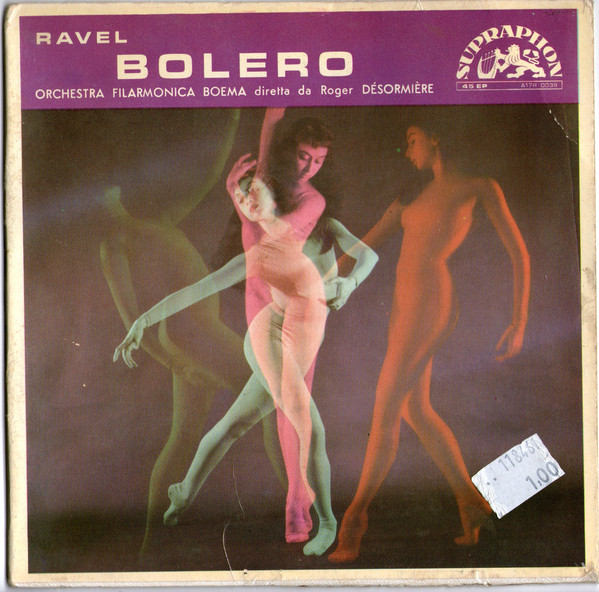 RAVEL
BOLERO
ORCHESTRA FILARMONICA BOEMA diretta da Roger DÉSORMIÈRE
SUPRAPHON
45 EP
1.00